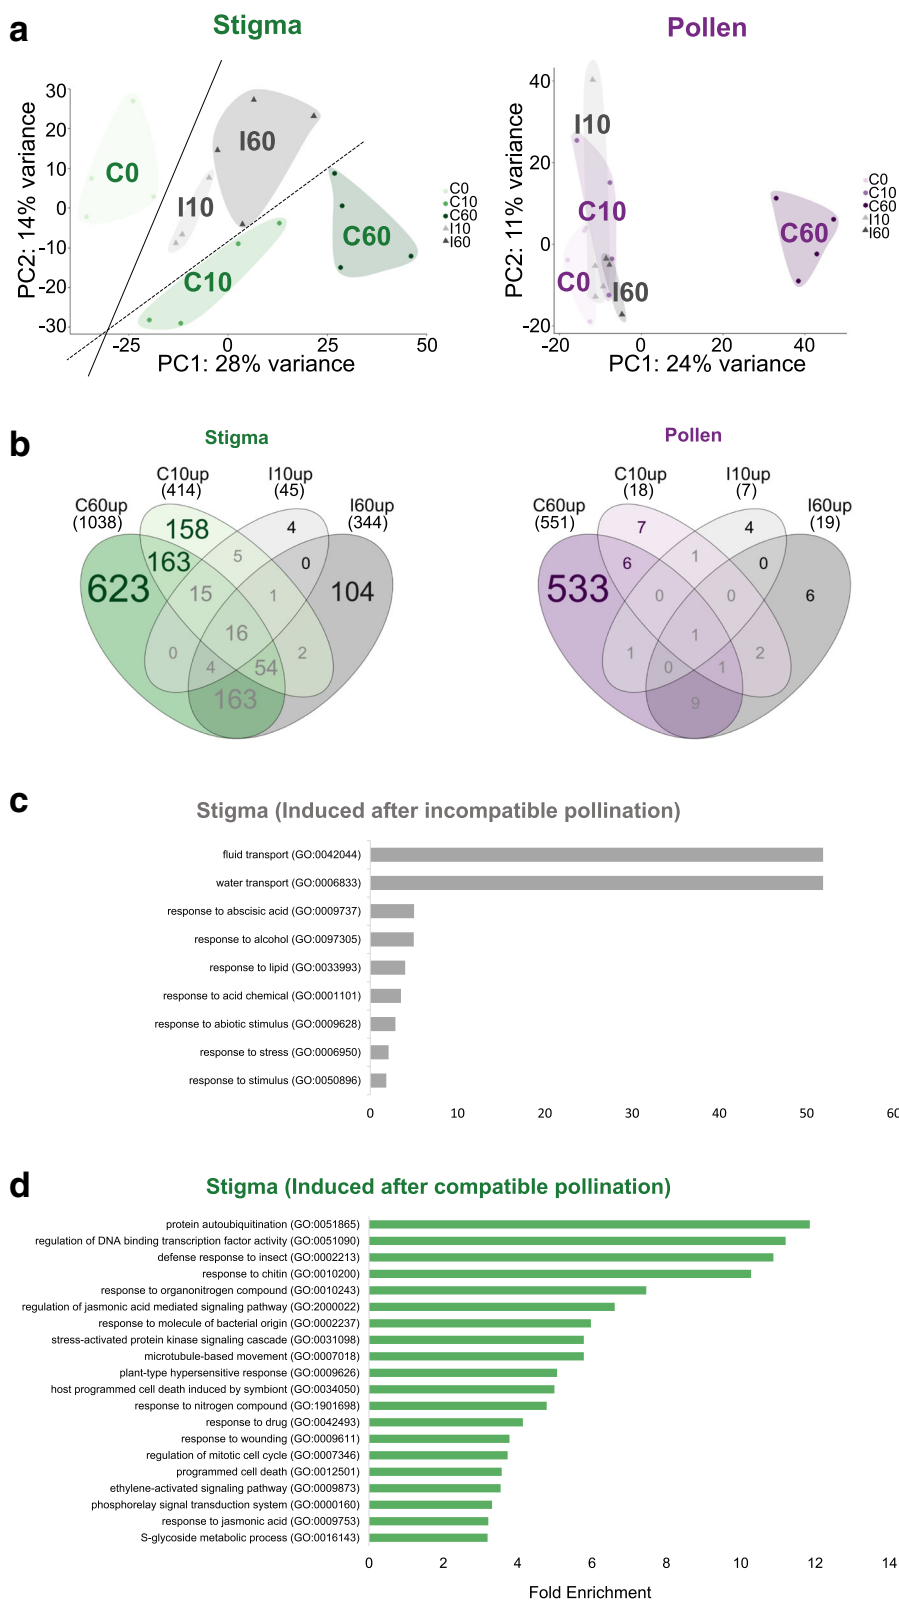 a
Stigma
Pollen
PC2: 14% variance
30
20
10
0
-10
-20
-30
C0
I10
I60
C10
C60
-25
0
25
50
PC1: 28% variance
C0
C10
C60
I10
I60
PC2: 11% variance
40
20
0
-20
I10
C10
C0
I60
C60
-20
0
20
40
PC1: 24% variance
C0
C10
C60
I10
I60
b
Stigma
C60up
(1038)
C10up
(414)
I10up
(45)
I60up
(344)
158
4
163
5
0
623
15
1
104
16
0
4
54
2
163
Pollen
C60up
(551)
C10up
(18)
I10up
(7)
I60up
(19)
7
4
6
1
0
533
0
0
6
1
1
0
1
2
9
c
Stigma (Induced after incompatible pollination)
fluid transport (GO:0042044)
water transport (GO:0006833)
response to abscisic acid (GO:0009737)
response to alcohol (GO:0097305)
response to lipid (GO:0033993)
response to acid chemical (GO:0001101)
response to abiotic stimulus (GO:0009628)
response to stress (GO:0006950)
response to stimulus (GO:0050896)
0 10 20 30 40 50 60
d
Stigma (Induced after compatible pollination)
protein autoubiquitination (GO:0051865)
regulation of DNA binding transcription factor activity (GO:0051090)
defense response to insect (GO:0002213)
response to chitin (GO:0010200)
response to organonitrogen compound (GO:0010243)
regulation of jasmonic acid mediated signaling pathway (GO:2000022)
response to molecule of bacterial origin (GO:0002237)
stress-activated protein kinase signaling cascade (GO:0031098)
microtubule-based movement (GO:0007018)
plant-type hypersensitive response (GO:0009626)
host programmed cell death induced by symbiont (GO:0034050)
response to nitrogen compound (GO:1901698)
response to drug (GO:0042493)
response to wounding (GO:0009611)
regulation of mitotic cell cycle (GO:0007346)
programmed cell death (GO:0012501)
ethylene-activated signaling pathway (GO:0009873)
phosphorelay signal transduction system (GO:0000160)
response to jasmonic acid (GO:0009753)
S-glycoside metabolic process (GO:0016143)
0 2 4 6 8 10 12 14
Fold Enrichment